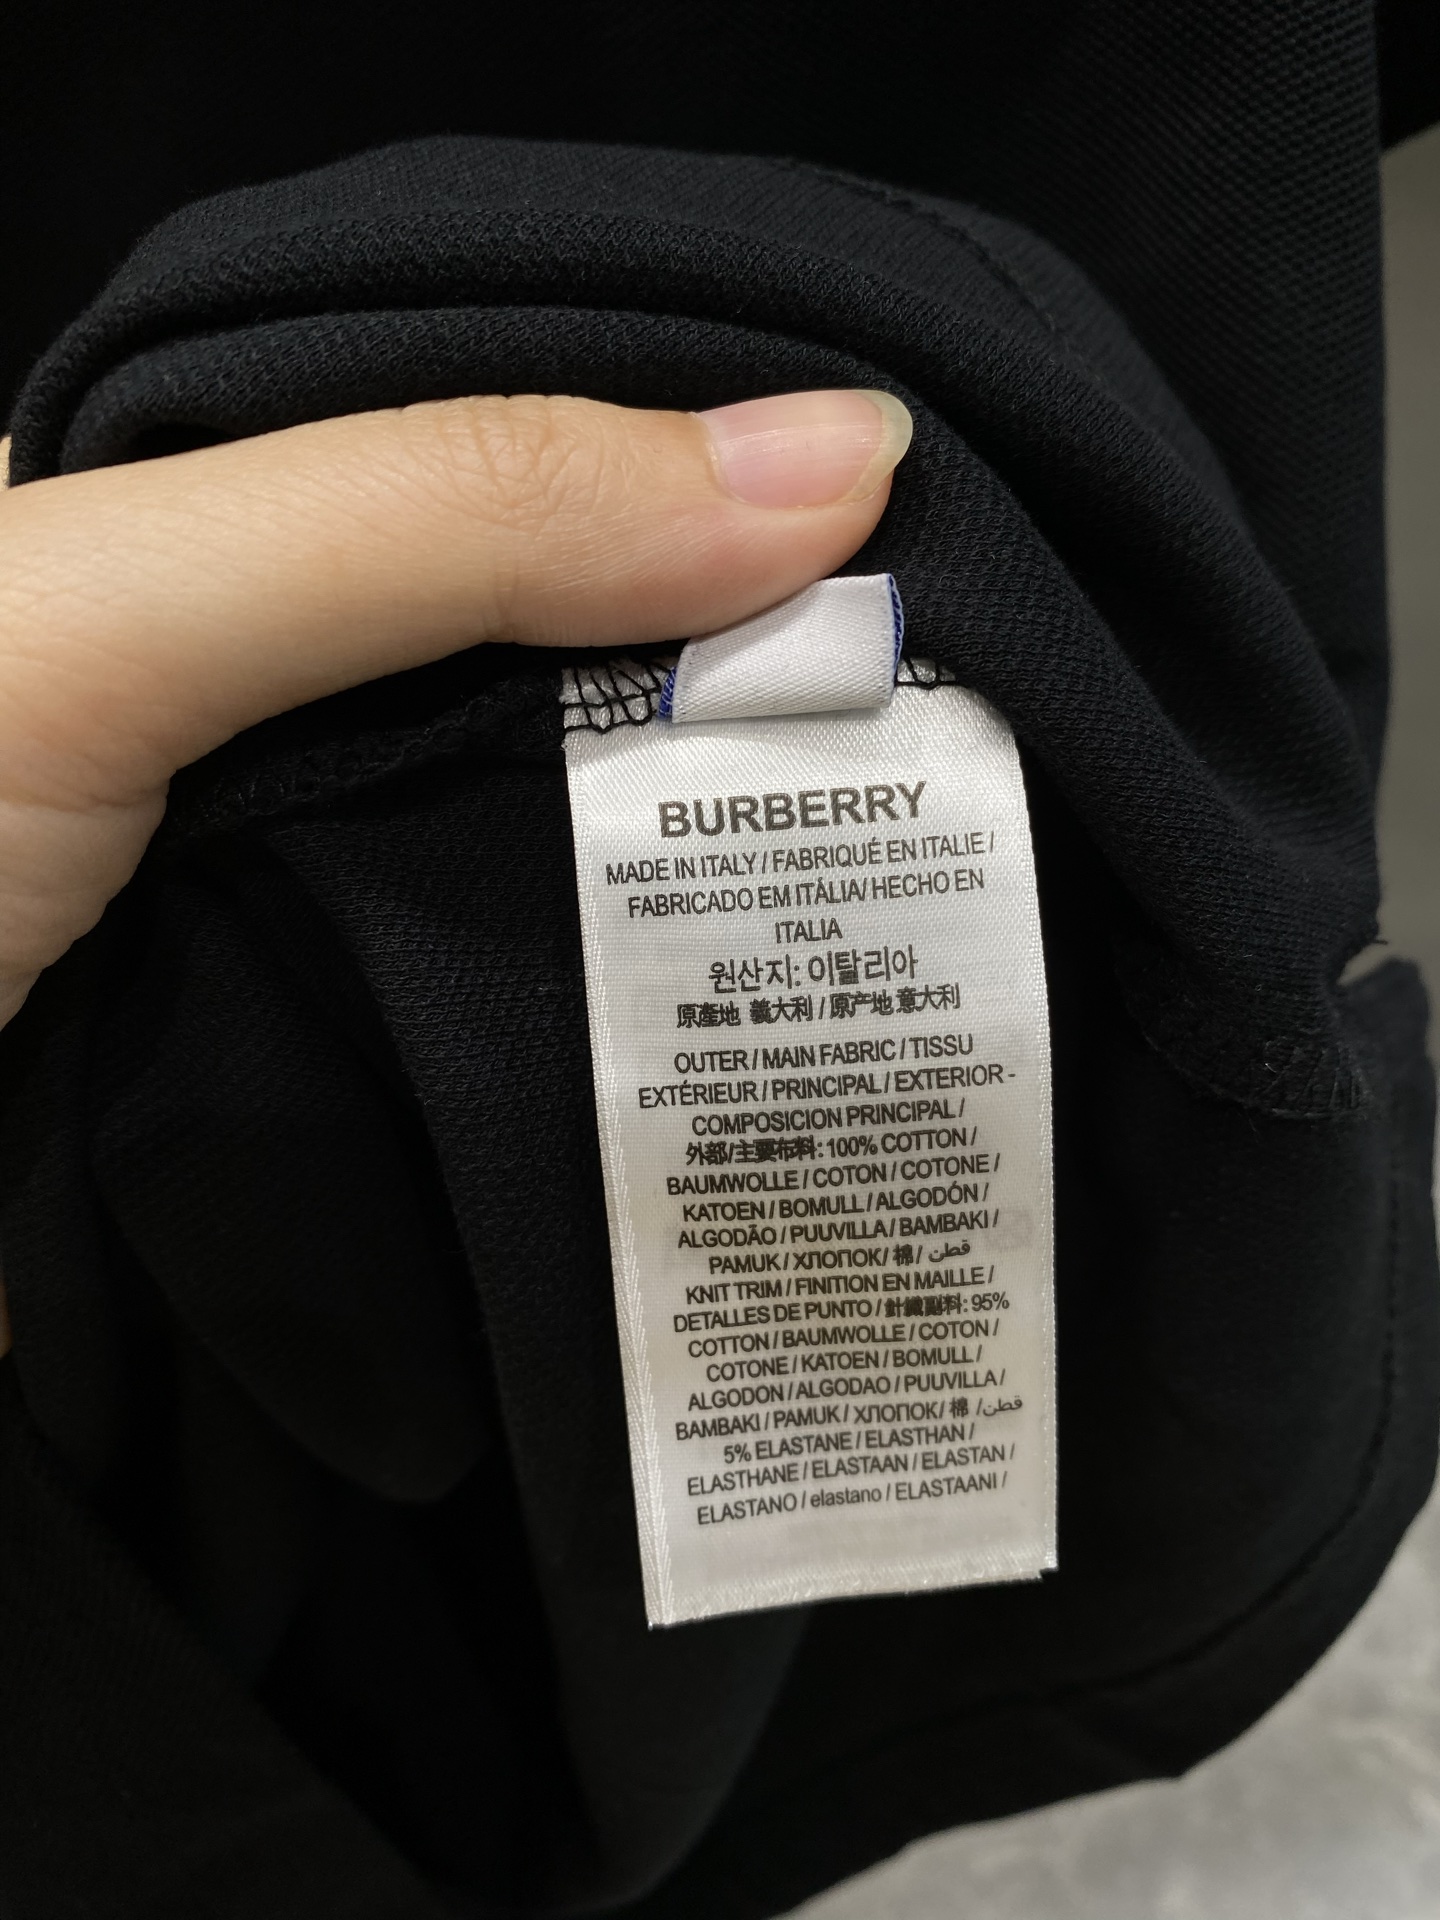 BURBERRY
MADE IN ITALY / FABRIQUÉ EN ITALIE /
FABRICADO EM ITÁLIA/ HECHO EN
ITALIA
원산지: 이탈리아
原產地 義大利 / 原产地 意大利
OUTER / MAIN FABRIC / TISSU
EXTÉRIEUR / PRINCIPAL / EXTERIOR -
COMPOSICION PRINCIPAL /
外部/主要布料: 100% COTTON /
BAUMWOLLE / COTON / COTONE /
KATOEN / BOMULL / ALGODÓN /
ALGODÃO / PUUVILLA / BAMBAKI /
PAMUK / ХЛОПОК/ 棉 / قطن
KNIT TRIM / FINITION EN MAILLE /
DETALLES DE PUNTO / 針織副料: 95%
COTTON / BAUMWOLLE / COTON /
COTONE / KATOEN / BOMULL /
ALGODON / ALGODAO / PUUVILLA /
BAMBAKI / PAMUK / ХЛОПОК/ 棉 /قطن
5% ELASTANE / ELASTHAN /
ELASTHANE / ELASTAAN / ELASTAN /
ELASTANO / elastano / ELASTAANI /